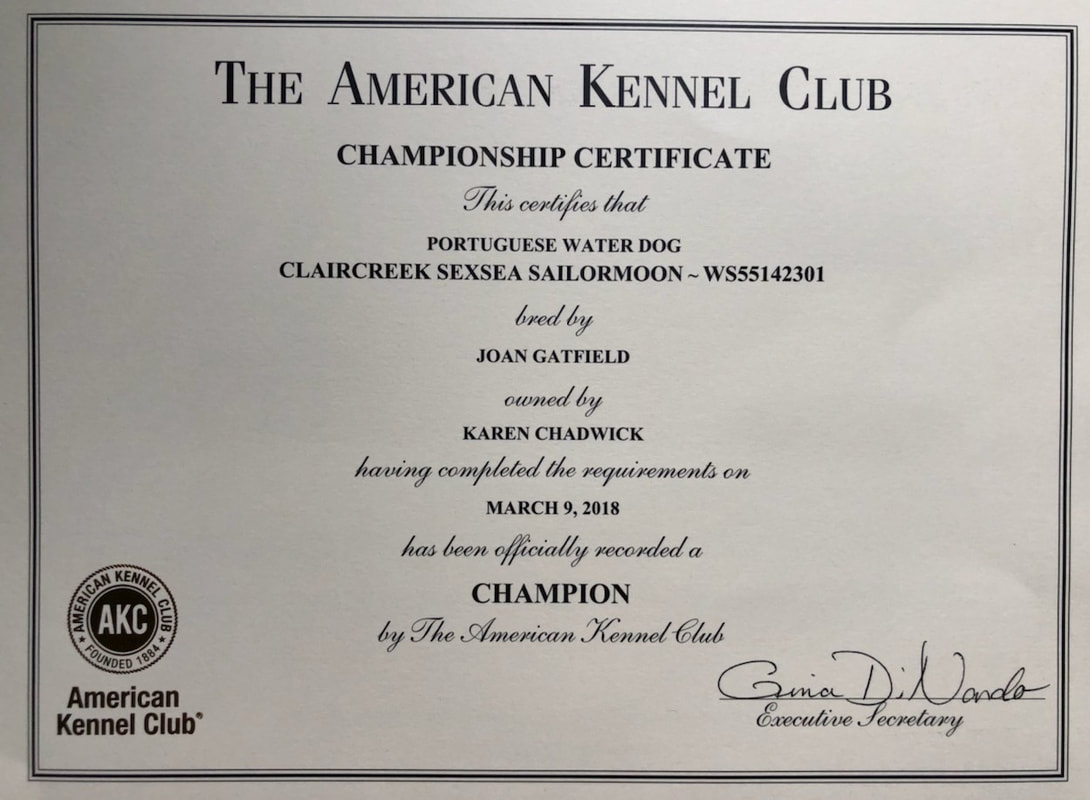 THE AMERICAN KENNEL CLUB
CHAMPIONSHIP CERTIFICATE
This certifies that
PORTUGUESE WATER DOG
CLAIRCREEK SEXSEA SAILORMOON ~ WS55142301
bred by
JOAN GATFIELD
owned by
KAREN CHADWICK
having completed the requirements on
MARCH 9, 2018
has been officially recorded a
CHAMPION
by The American Kennel Club
AMERICAN KENNEL CLUB
AKC
★ FOUNDED 1884 ★
American
Kennel Club®
Gina DiNardo
Executive Secretary